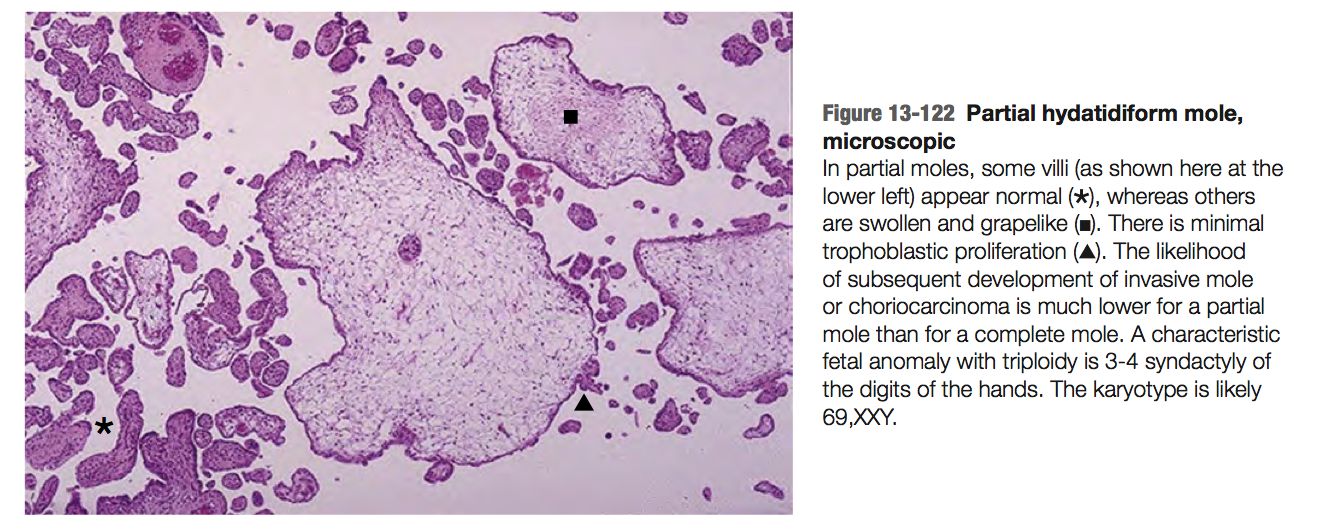 Figure 13-122 Partial hydatidiform mole,
microscopic
In partial moles, some villi (as shown here at the
lower left) appear normal (*), whereas others
are swollen and grapelike (■). There is minimal
trophoblastic proliferation (▲). The likelihood
of subsequent development of invasive mole
or choriocarcinoma is much lower for a partial
mole than for a complete mole. A characteristic
fetal anomaly with triploidy is 3-4 syndactyly of
the digits of the hands. The karyotype is likely
69,XXY.